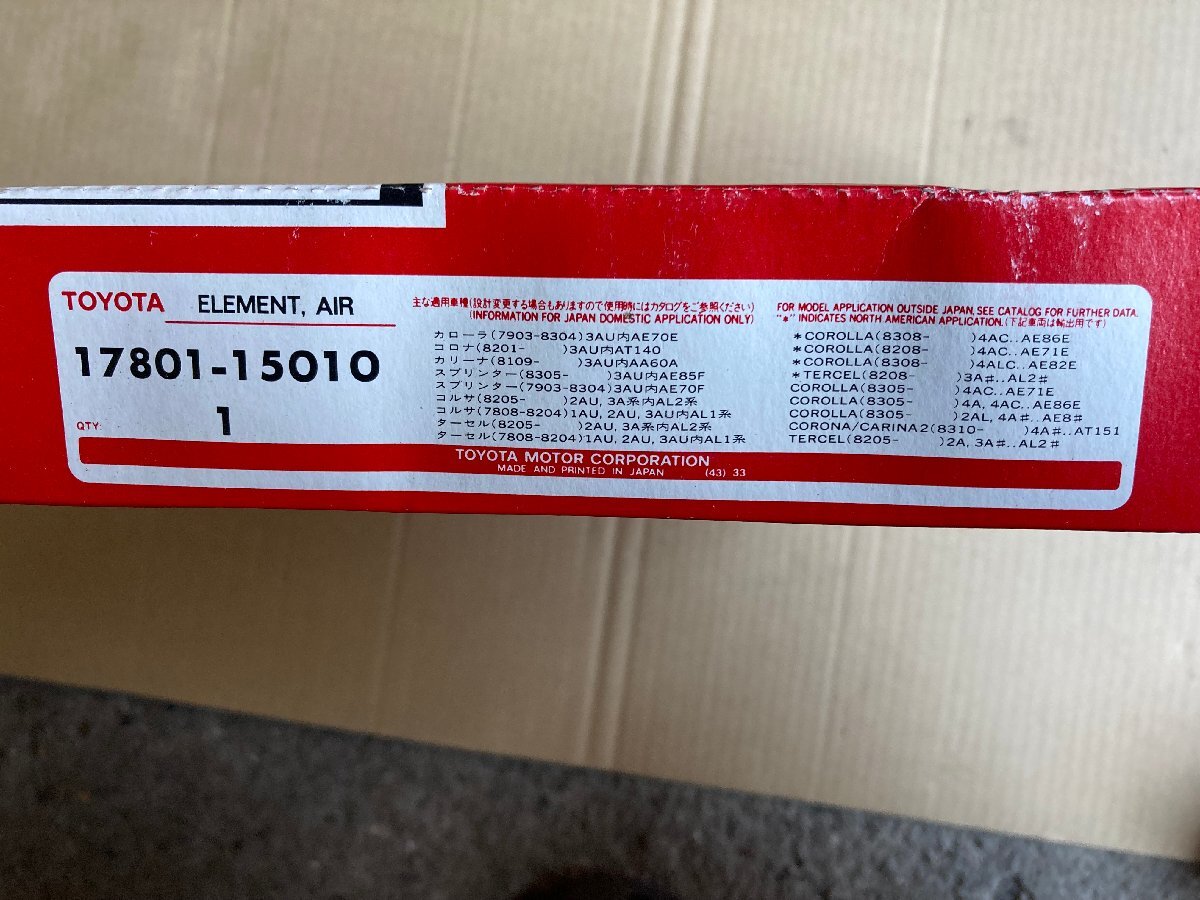 TOYOTA ELEMENT, AIR
17801-15010
QTY: 1
主な適用車種(設計変更する場合もありますので使用時にはカタログをご参照ください)
(INFORMATION FOR JAPAN DOMESTIC APPLICATION ONLY)
カローラ(7903-8304)3AU内AE70E
コロナ(8201- )3AU内AT140
カリーナ(8109- )3AU内AA60A
スプリンター(8305- )3AU内AE85F
スプリンター(7903-8304)3AU内AE70F
コルサ(8205- )2AU, 3A系内AL2系
コルサ(7808-8204)1AU, 2AU, 3AU内AL1系
ターセル(8205- )2AU, 3A系内AL2系
ターセル(7808-8204)1AU, 2AU, 3AU内AL1系
FOR MODEL APPLICATION OUTSIDE JAPAN, SEE CATALOG FOR FURTHER DATA.
"*" INDICATES NORTH AMERICAN APPLICATION.(下記車両は輸出用です)
*COROLLA(8308- )4AC..AE86E
*COROLLA(8208- )4AC..AE71E
*COROLLA(8308- )4ALC..AE82E
*TERCEL(8208- )3A#..AL2#
COROLLA(8305- )4AC..AE71E
COROLLA(8305- )4A, 4AC..AE86E
COROLLA(8305- )2AL, 4A#..AE8#
CORONA/CARINA2(8310- )4A#..AT151
TERCEL(8205- )2A, 3A#..AL2#
TOYOTA MOTOR CORPORATION
MADE AND PRINTED IN JAPAN (43) 33